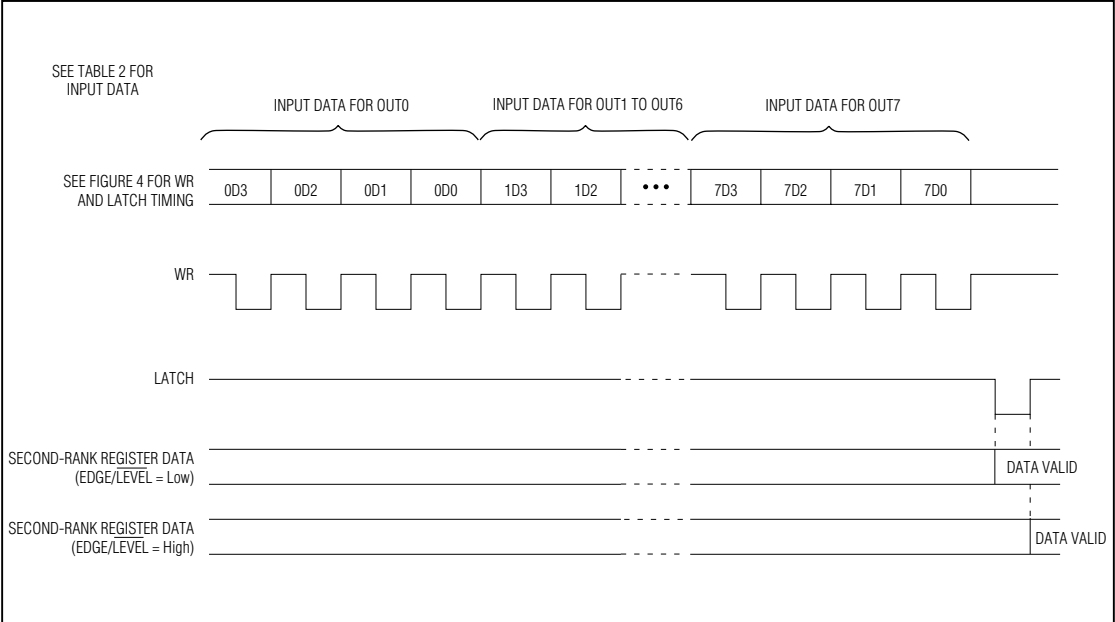 SEE TABLE 2 FOR
INPUT DATA
INPUT DATA FOR OUT0
INPUT DATA FOR OUT1 TO OUT6
INPUT DATA FOR OUT7
SEE FIGURE 4 FOR WR
AND LATCH TIMING
0D3 0D2 0D1 0D0 1D3 1D2 ••• 7D3 7D2 7D1 7D0
WR
LATCH
SECOND-RANK REGISTER DATA
(EDGE/L̅E̅V̅E̅L̅ = Low)
DATA VALID
SECOND-RANK REGISTER DATA
(EDGE/L̅E̅V̅E̅L̅ = High)
DATA VALID